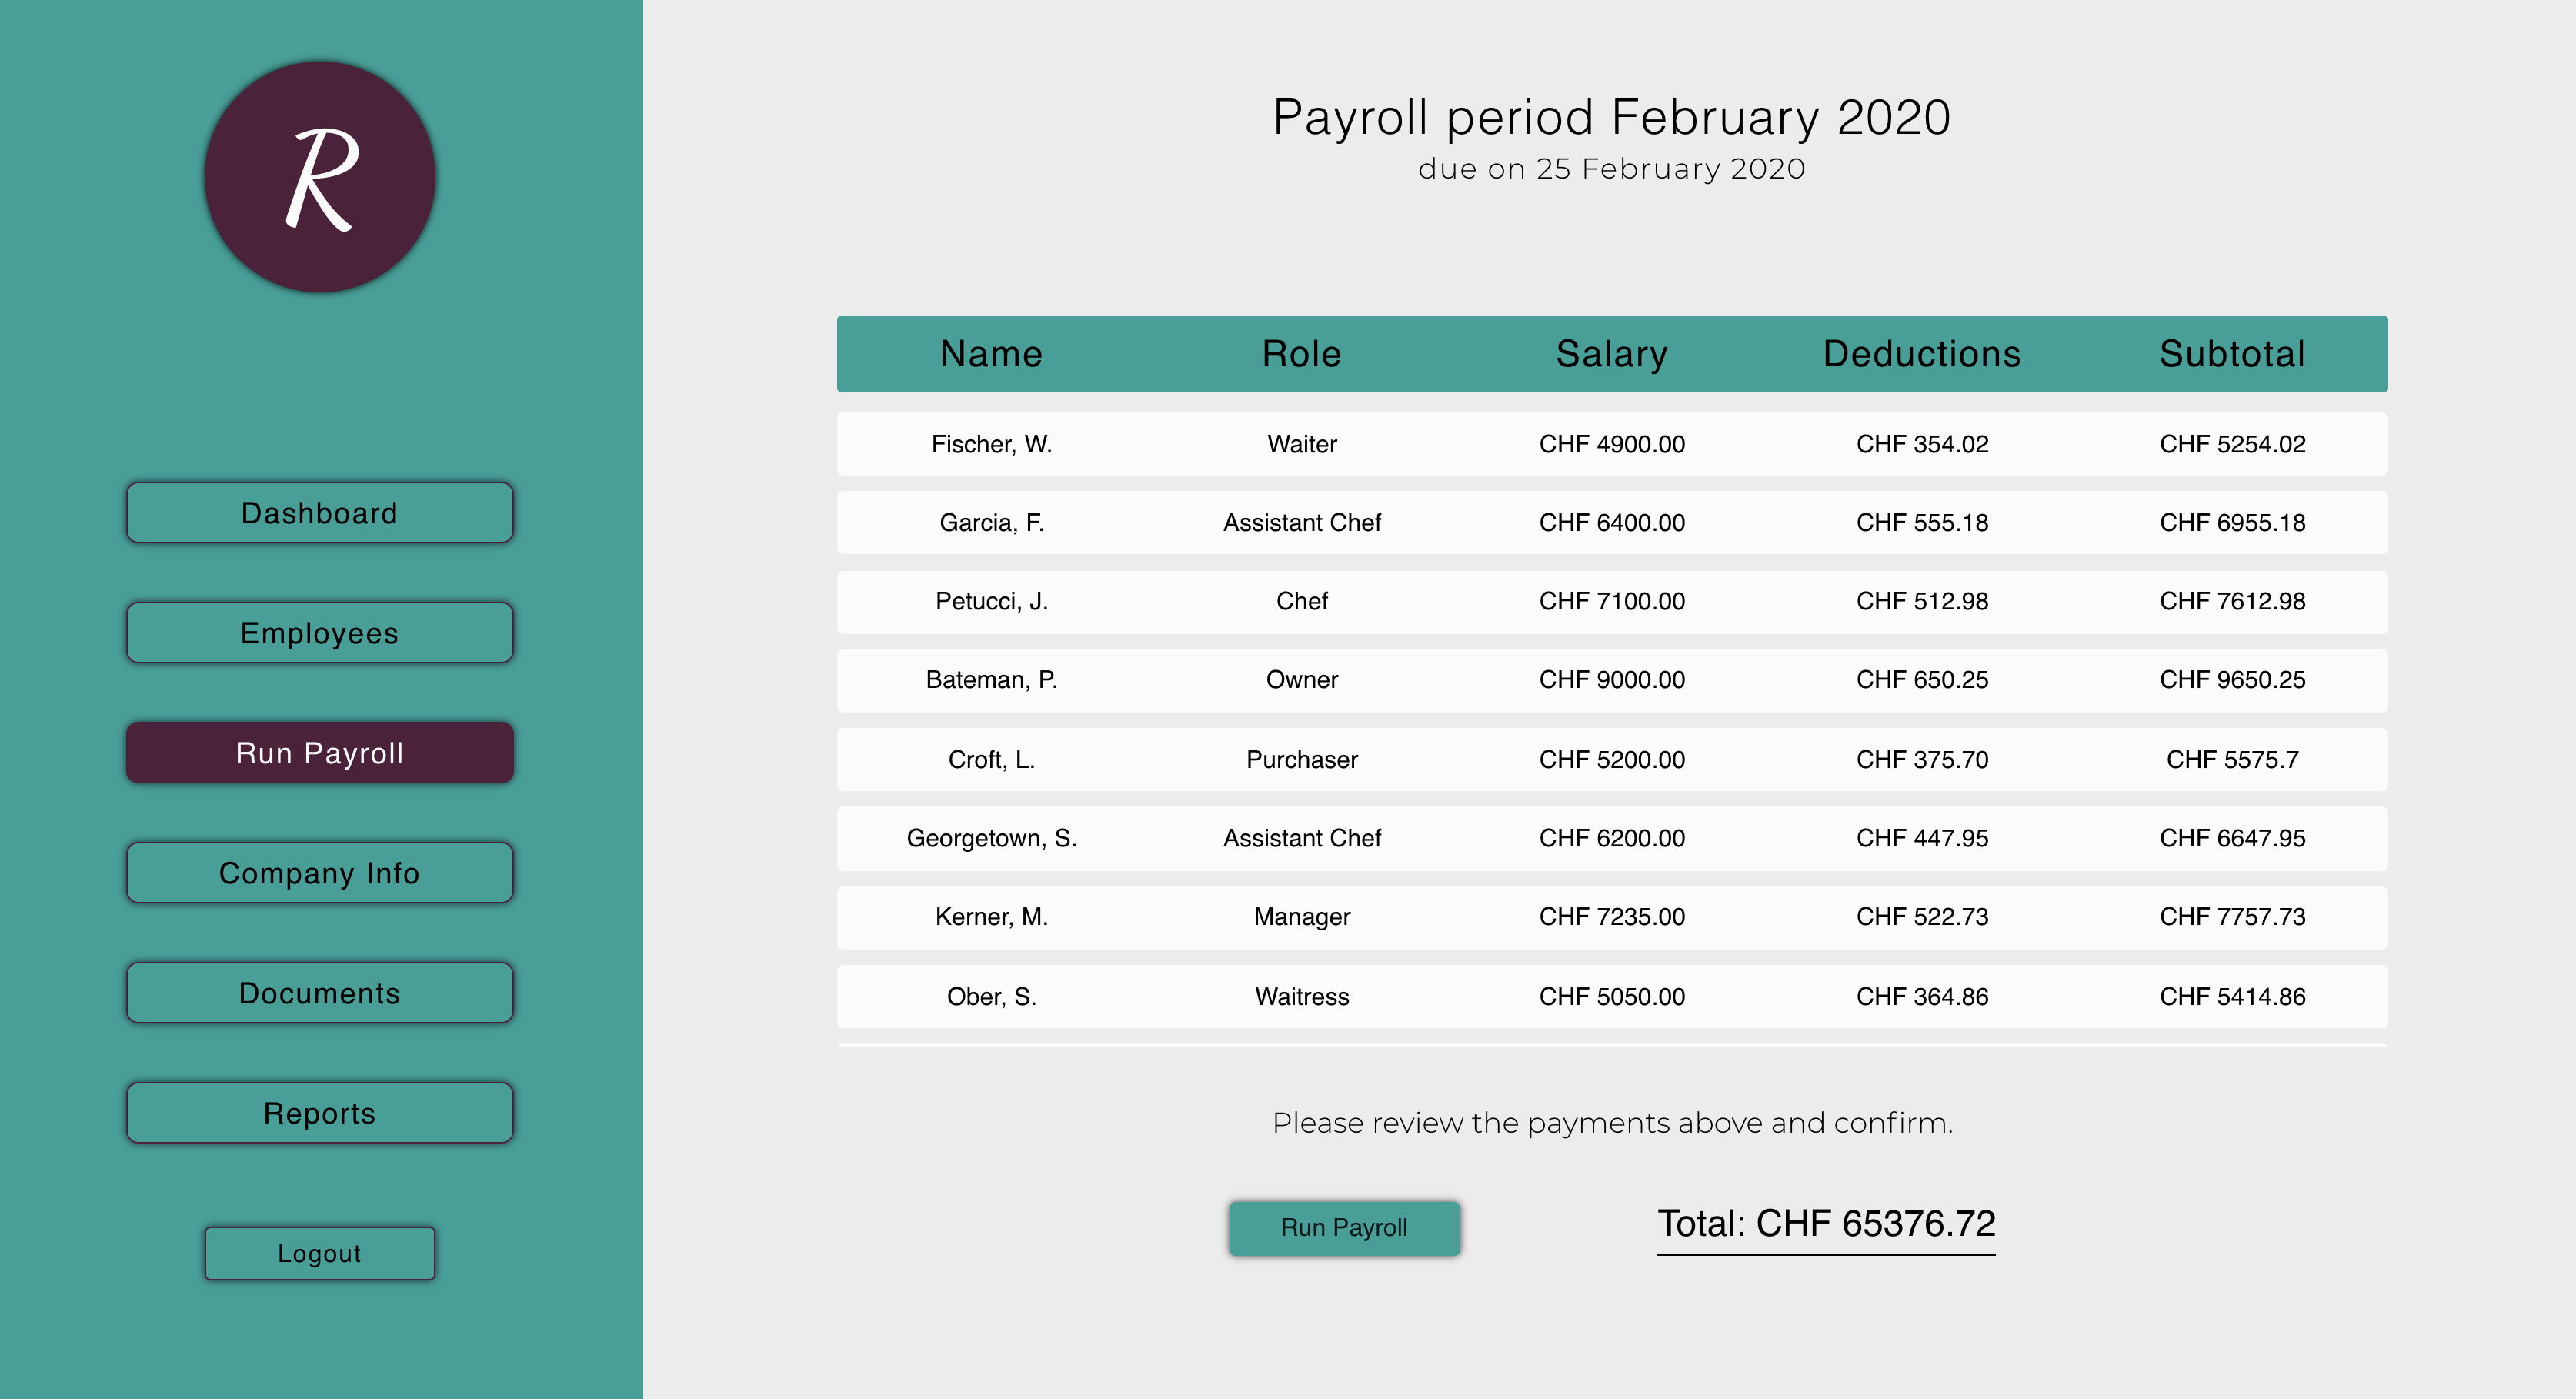 R
Dashboard
Employees
Run Payroll
Company Info
Documents
Reports
Logout
Payroll period February 2020
due on 25 February 2020
Name Role Salary Deductions Subtotal
Fischer, W. Waiter CHF 4900.00 CHF 354.02 CHF 5254.02
Garcia, F. Assistant Chef CHF 6400.00 CHF 555.18 CHF 6955.18
Petucci, J. Chef CHF 7100.00 CHF 512.98 CHF 7612.98
Bateman, P. Owner CHF 9000.00 CHF 650.25 CHF 9650.25
Croft, L. Purchaser CHF 5200.00 CHF 375.70 CHF 5575.7
Georgetown, S. Assistant Chef CHF 6200.00 CHF 447.95 CHF 6647.95
Kerner, M. Manager CHF 7235.00 CHF 522.73 CHF 7757.73
Ober, S. Waitress CHF 5050.00 CHF 364.86 CHF 5414.86
Please review the payments above and confirm.
Run Payroll Total: CHF 65376.72